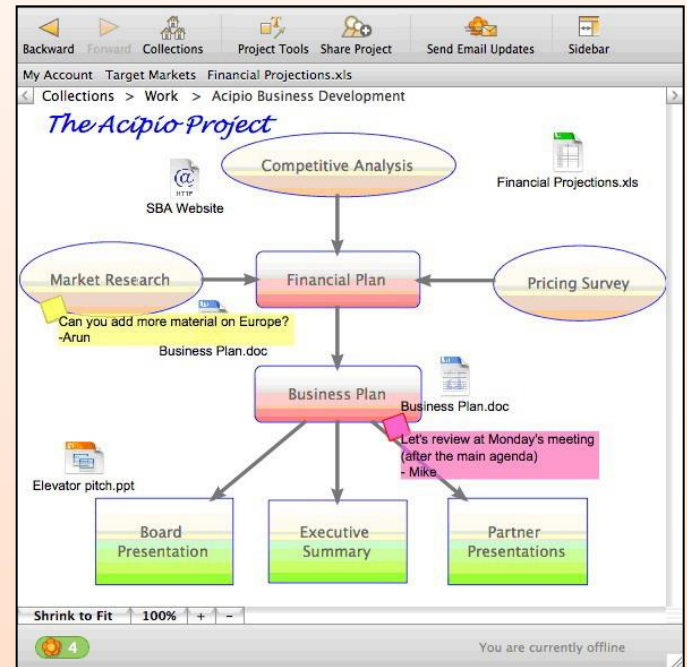 Backward Forward Collections Project Tools Share Project Send Email Updates Sidebar
My Account Target Markets Financial Projections.xls
< Collections > Work > Acipio Business Development >
The Acipio Project
Competitive Analysis
@
HTTP
SBA Website
Financial Projections.xls
Market Research
Financial Plan
Pricing Survey
Can you add more material on Europe?
-Arun
Business Plan.doc
Business Plan
Business Plan.doc
Let's review at Monday's meeting
(after the main agenda)
- Mike
Elevator pitch.ppt
Board
Presentation
Executive
Summary
Partner
Presentations
Shrink to Fit 100% + -
4
You are currently offline